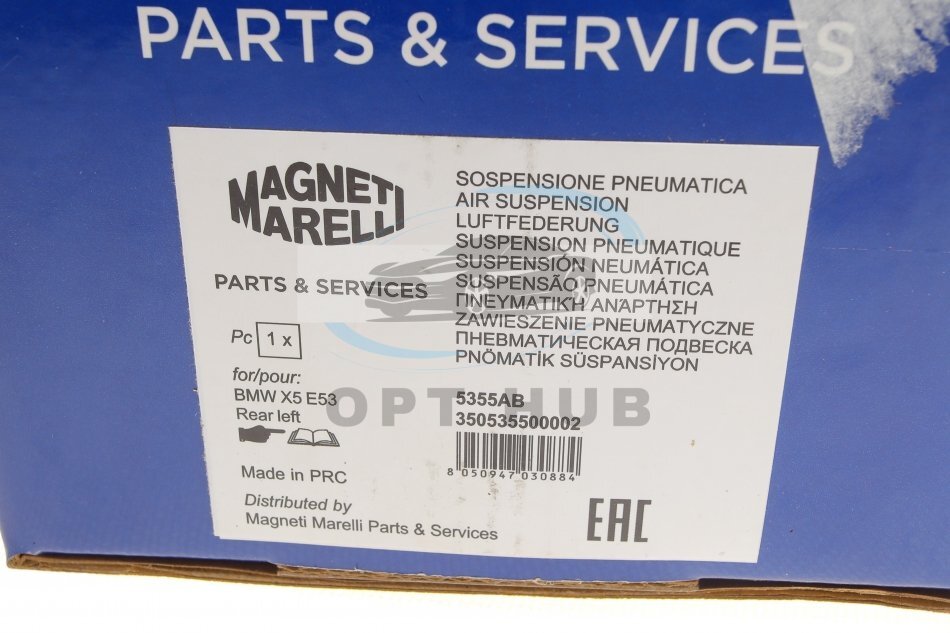 PARTS & SERVICES
MAGNETI
MARELLI
PARTS & SERVICES
Pc 1 x
for/pour:
BMW X5 E53
Rear left
Made in PRC
Distributed by
Magneti Marelli Parts & Services
SOSPENSIONE PNEUMATICA
AIR SUSPENSION
LUFTFEDERUNG
SUSPENSION PNEUMATIQUE
SUSPENSIÓN NEUMÁTICA
SUSPENSÃO PNEUMÁTICA
ΠΝΕΥΜΑΤΙΚΗ ΑΝΆΡΤΗΣΗ
ZAWIESZENIE PNEUMATYCZNE
ПНЕВМАТИЧЕСКАЯ ПОДВЕСКА
PNÖMATİK SÜSPANSİYON
5355AB
350535500002
8 050947 030884
EAC
OPT HUB